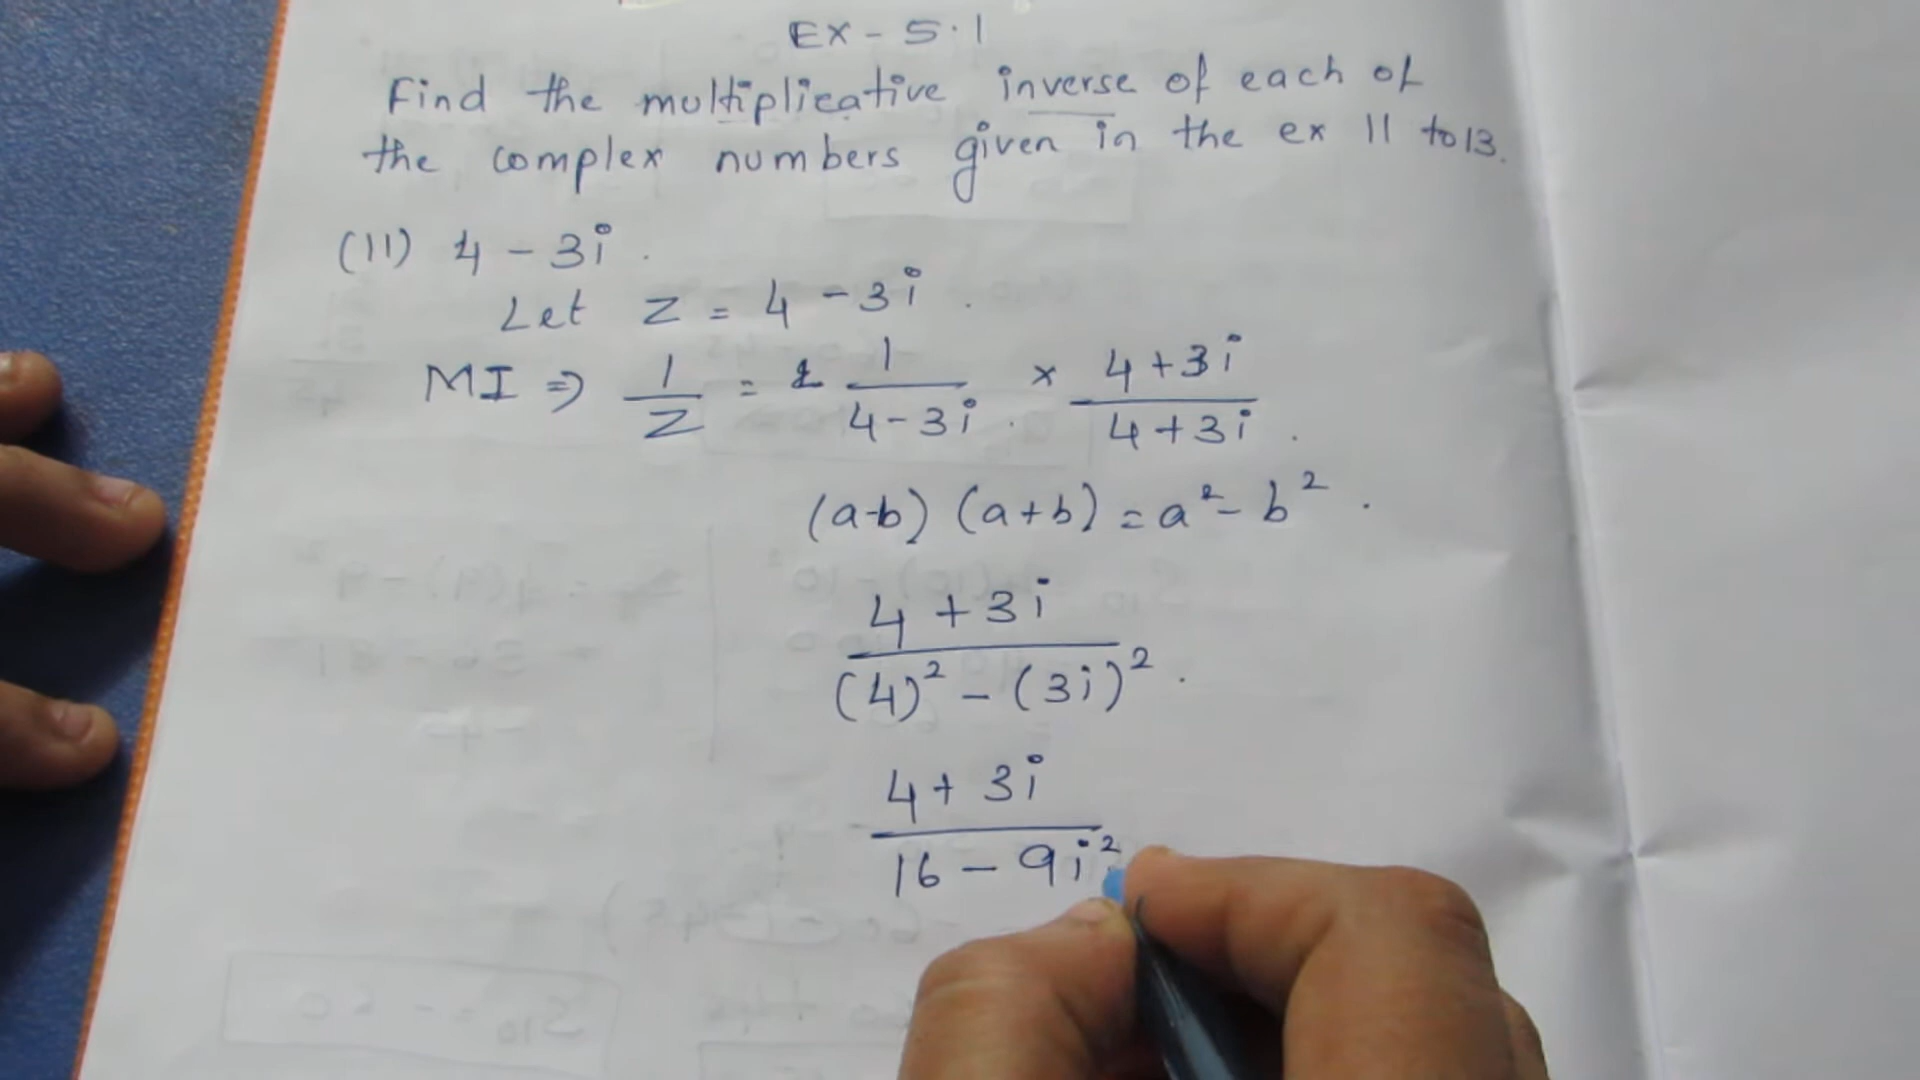 EX - 5.1
Find the multiplicative inverse of each of
the complex numbers given in the ex 11 to 13.
(11) 4 - 3i .
Let z = 4 - 3i .
MI ⇒ 1/z = 1/(4 - 3i) . × (4 + 3i)/(4 + 3i) .
(a-b) (a+b) = a² - b² .
4 + 3i
(4)² - (3i)² .
4 + 3i
16 - 9i²